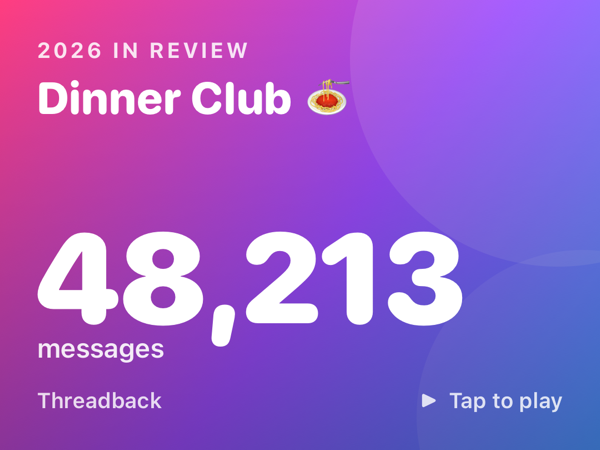 2026 IN REVIEW
Dinner Club 🍝
48,213
messages
Threadback
▶ Tap to play